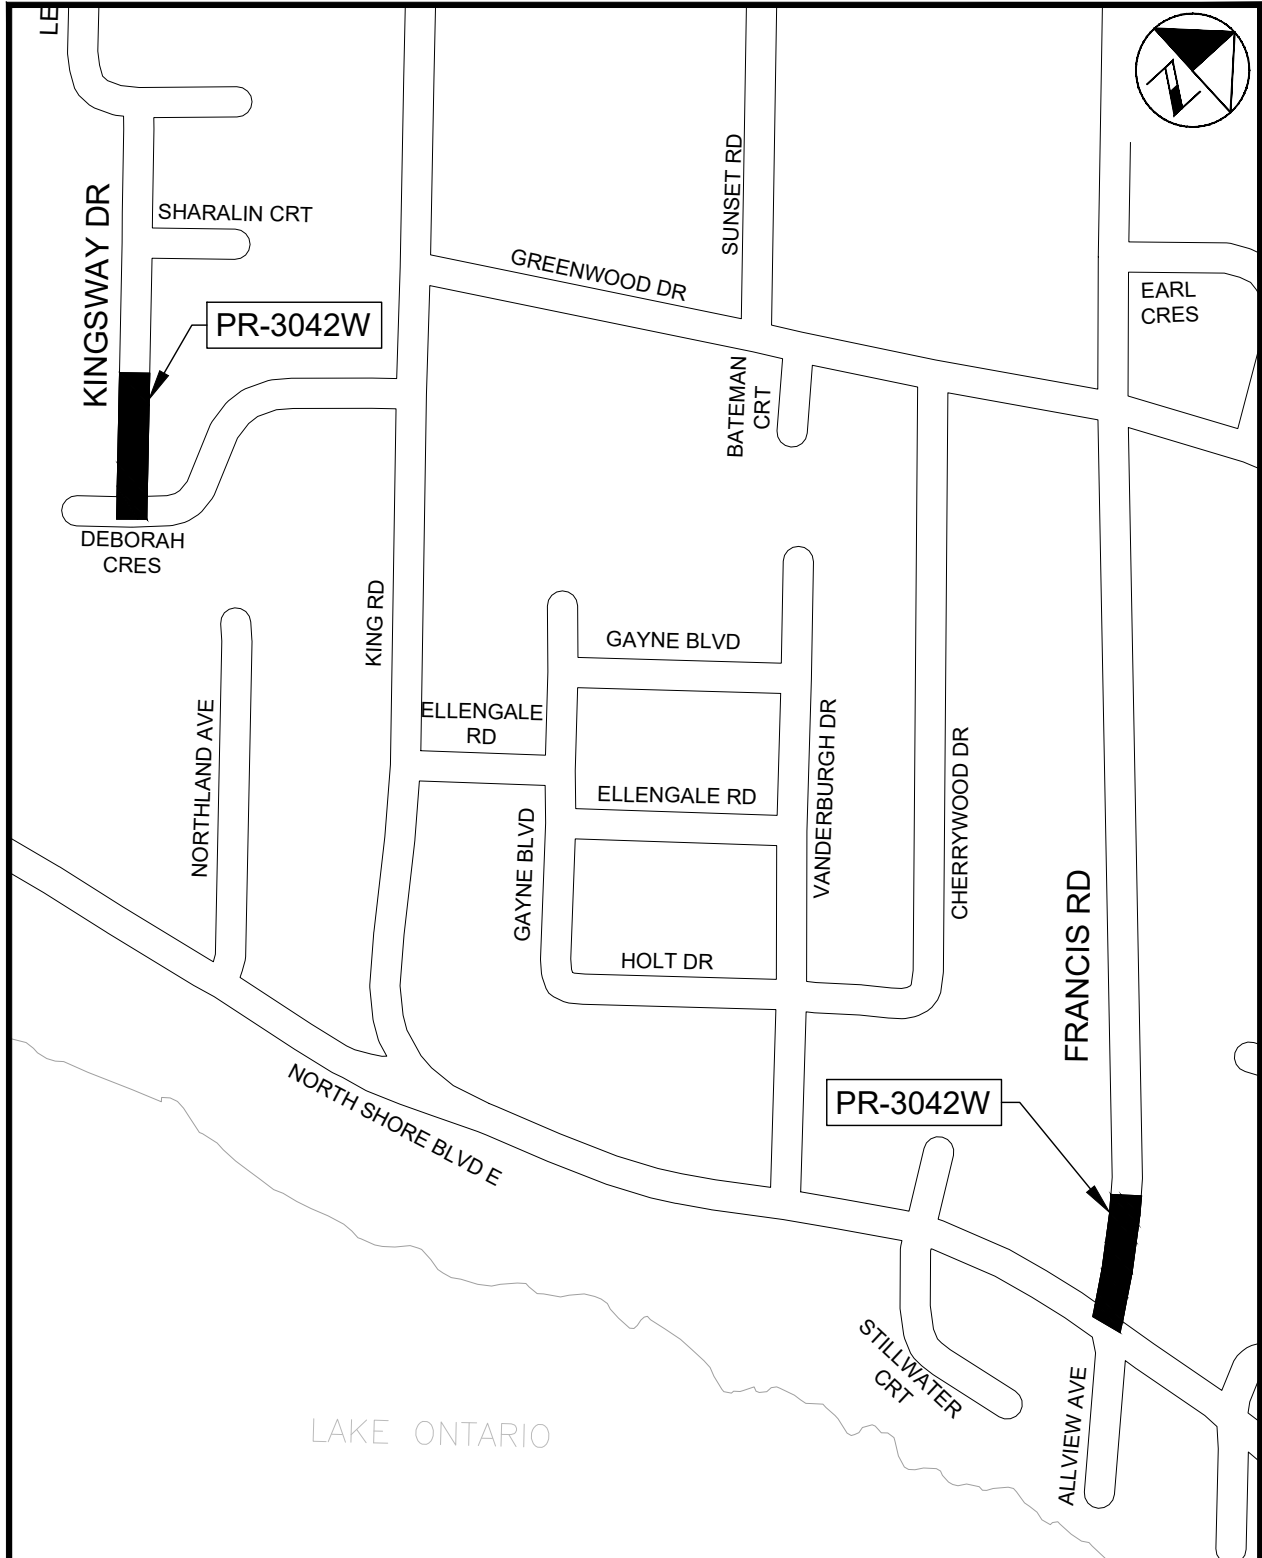 LE
SUNSET RD
KINGSWAY DR
SHARALIN CRT
GREENWOOD DR
EARL
CRES
PR-3042W
BATEMAN
CRT
DEBORAH
CRES
KING RD
GAYNE BLVD
ELLENGALE
RD
NORTHLAND AVE
VANDERBURGH DR
CHERRYWOOD DR
ELLENGALE RD
GAYNE BLVD
FRANCIS RD
HOLT DR
NORTH SHORE BLVD E
PR-3042W
STILLWATER
CRT
ALLVIEW AVE
LAKE ONTARIO